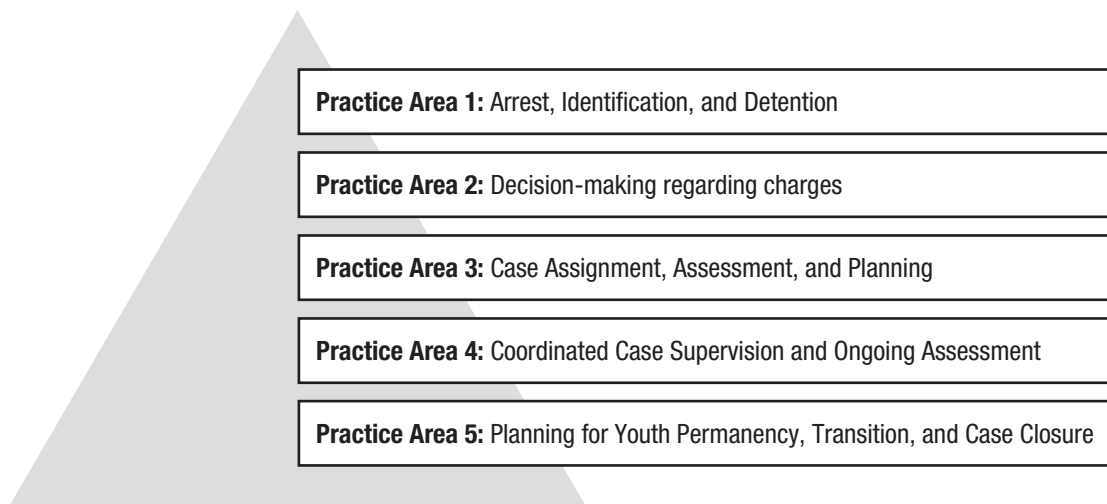 Practice Area 1: Arrest, Identification, and Detention
Practice Area 2: Decision-making regarding charges
Practice Area 3: Case Assignment, Assessment, and Planning
Practice Area 4: Coordinated Case Supervision and Ongoing Assessment
Practice Area 5: Planning for Youth Permanency, Transition, and Case Closure